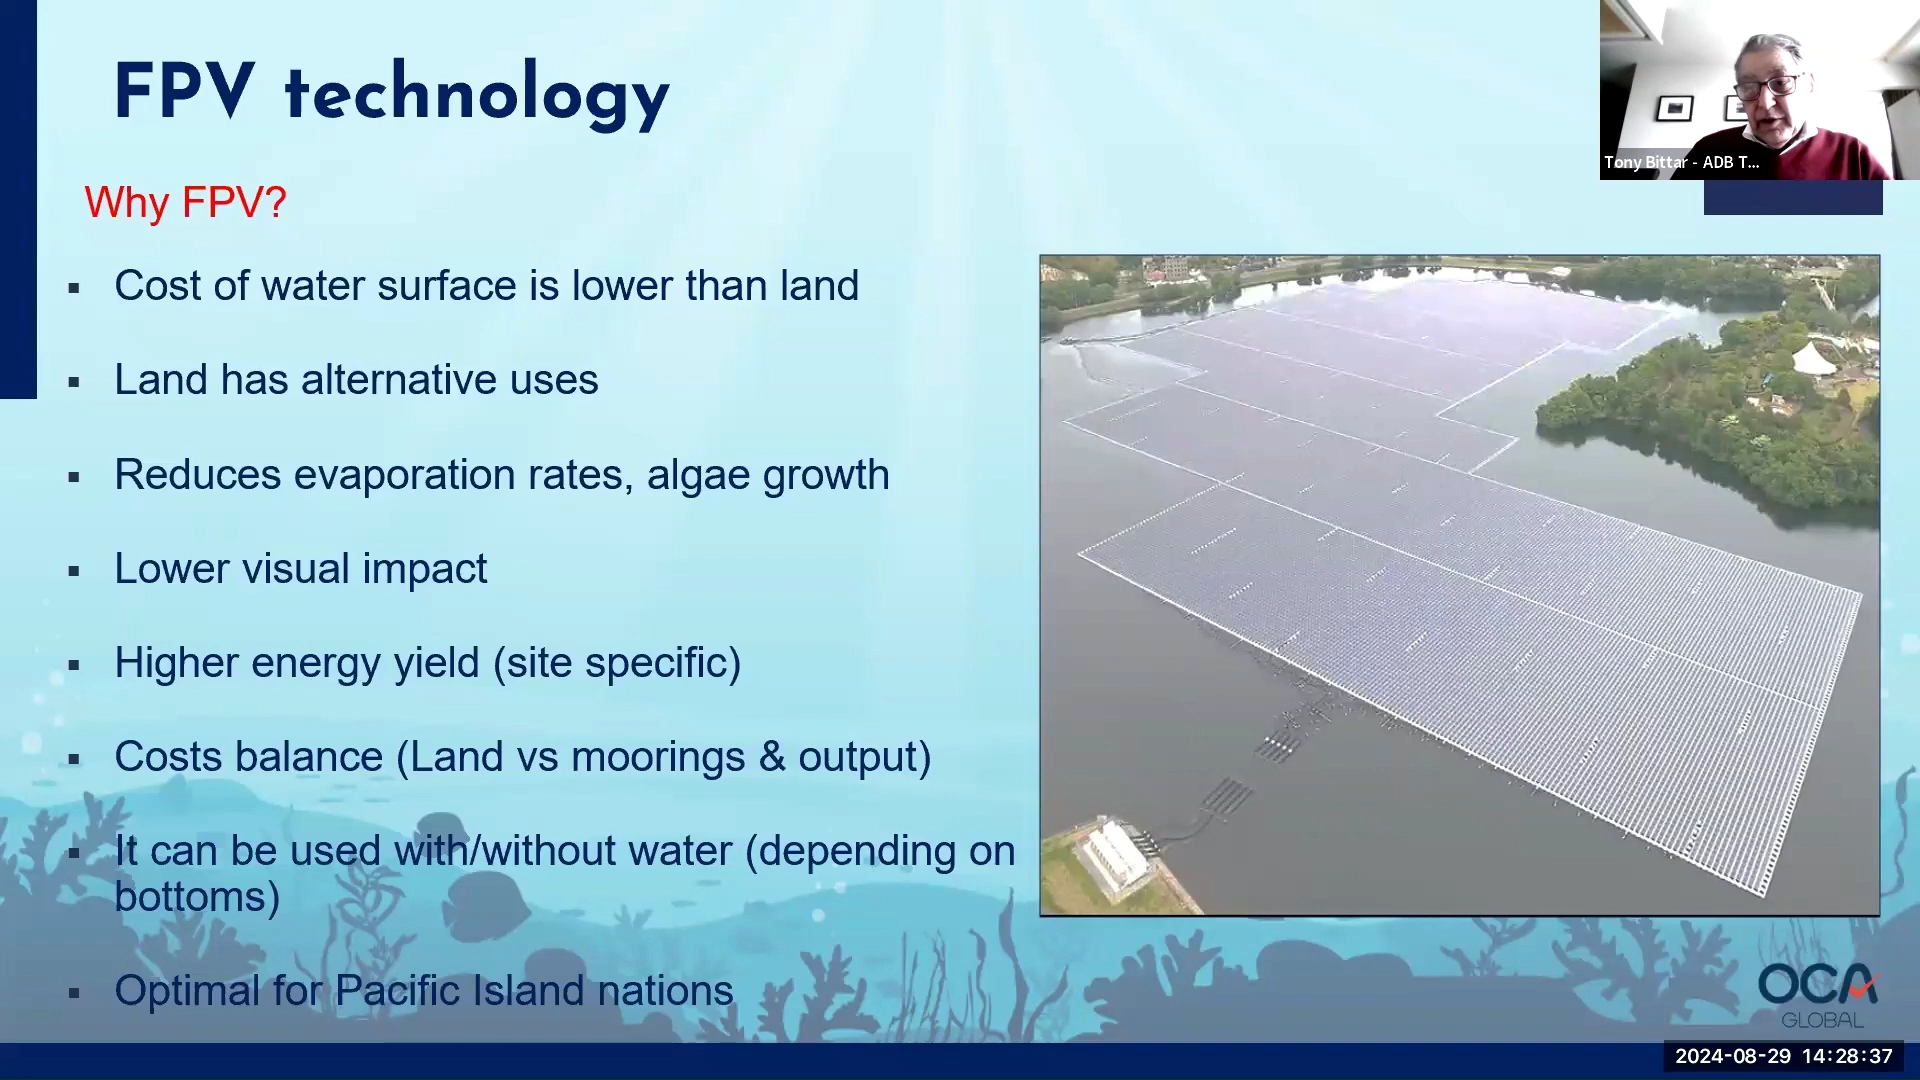 FPV technology
Why FPV?
▪ Cost of water surface is lower than land
▪ Land has alternative uses
▪ Reduces evaporation rates, algae growth
▪ Lower visual impact
▪ Higher energy yield (site specific)
▪ Costs balance (Land vs moorings & output)
▪ It can be used with/without water (depending on
bottoms)
▪ Optimal for Pacific Island nations
Tony Bittar - ADB T...
OCA
GLOBAL
2024-08-29 14:28:37